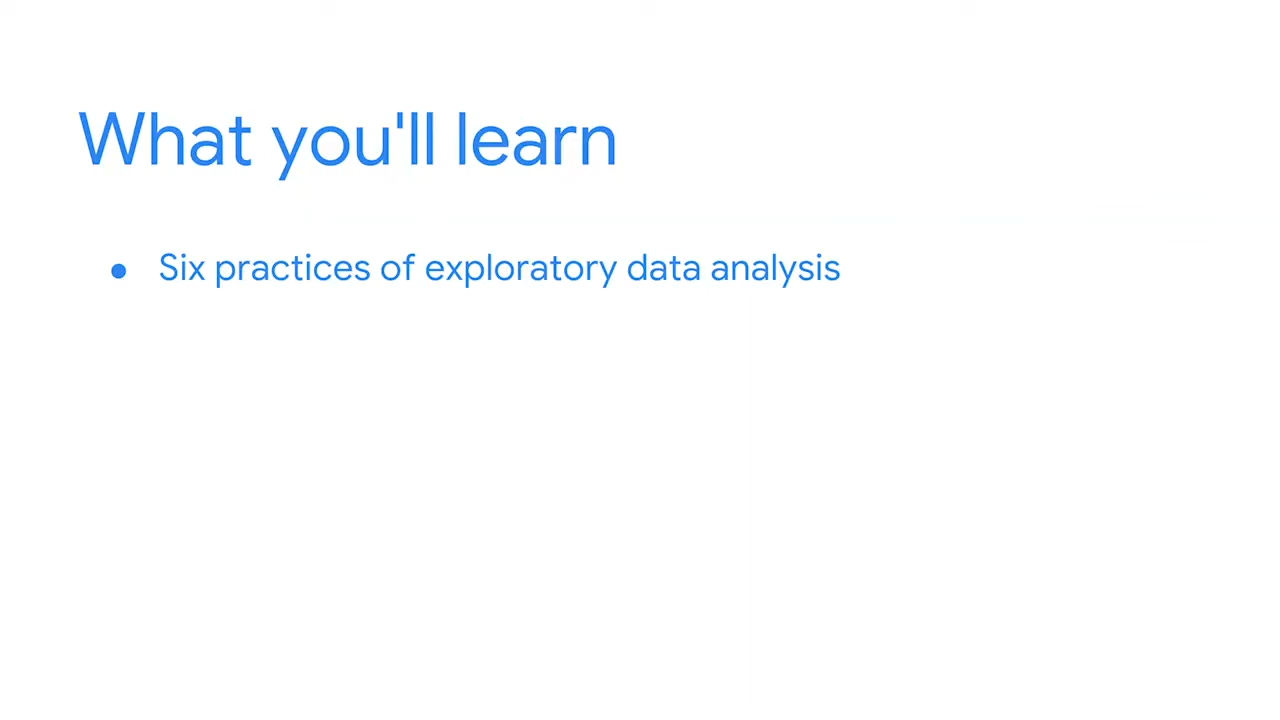 What you'll learn
● Six practices of exploratory data analysis